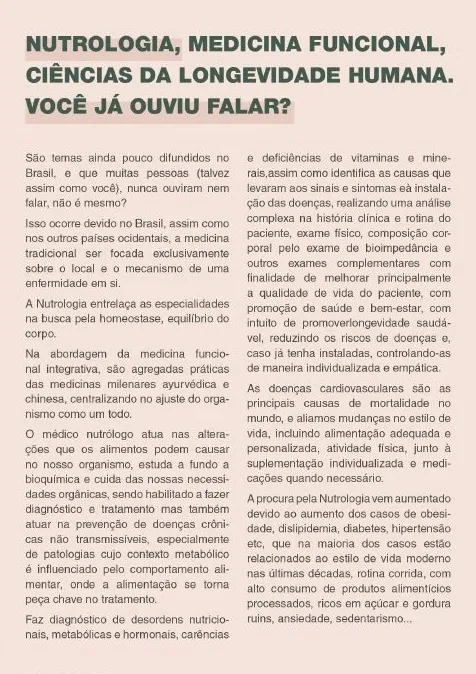 NUTROLOGIA, MEDICINA FUNCIONAL,
CIÊNCIAS DA LONGEVIDADE HUMANA.
VOCÊ JÁ OUVIU FALAR?
São temas ainda pouco difundidos no
Brasil, e que muitas pessoas (talvez
assim como você), nunca ouviram nem
falar, não é mesmo?
Isso ocorre devido no Brasil, assim como
nos outros países ocidentais, a medicina
tradicional ser focada exclusivamente
sobre o local e o mecanismo de uma
enfermidade em si.
A Nutrologia entrelaça as especialidades
na busca pela homeostase, equilíbrio do
corpo.
Na abordagem da medicina funcio-
nal integrativa, são agregadas práticas
das medicinas milenares ayurvédica e
chinesa, centralizando no ajuste do orga-
nismo como um todo.
O médico nutrólogo atua nas altera-
ções que os alimentos podem causar
no nosso organismo, estuda a fundo a
bioquímica e cuida das nossas necessi-
dades orgânicas, sendo habilitado a fazer
diagnóstico e tratamento mas também
atuar na prevenção de doenças crôni-
cas não transmissíveis, especialmente
de patologias cujo contexto metabólico
é influenciado pelo comportamento ali-
mentar, onde a alimentação se torna
peça chave no tratamento.
Faz diagnóstico de desordens nutricio-
nais, metabólicas e hormonais, carências
e deficiências de vitaminas e mine-
rais,assim como identifica as causas que
levaram aos sinais e sintomas eà instala-
ção das doenças, realizando uma análise
complexa na história clínica e rotina do
paciente, exame físico, composição cor-
poral pelo exame de bioimpedância e
outros exames complementares com
finalidade de melhorar principalmente
a qualidade de vida do paciente, com
promoção de saúde e bem-estar, com
intuito de promoverlongevidade saudá-
vel, reduzindo os riscos de doenças e,
caso já tenha instaladas, controlando-as
de maneira individualizada e empática.
As doenças cardiovasculares são as
principais causas de mortalidade no
mundo, e aliamos mudanças no estilo de
vida, incluindo alimentação adequada e
personalizada, atividade física, junto à
suplementação individualizada e medi-
cações quando necessário.
A procura pela Nutrologia vem aumentado
devido ao aumento dos casos de obesi-
dade, dislipidemia, diabetes, hipertensão
etc, que na maioria dos casos estão
relacionados ao estilo de vida moderno
nas últimas décadas, rotina corrida, com
alto consumo de produtos alimentícios
processados, ricos em açúcar e gordura
ruins, ansiedade, sedentarismo...